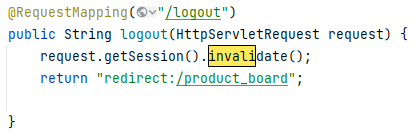 @RequestMapping("/logout")
public String logout(HttpServletRequest request) {
    request.getSession().invalidate();
    return "redirect:/product_board";
}